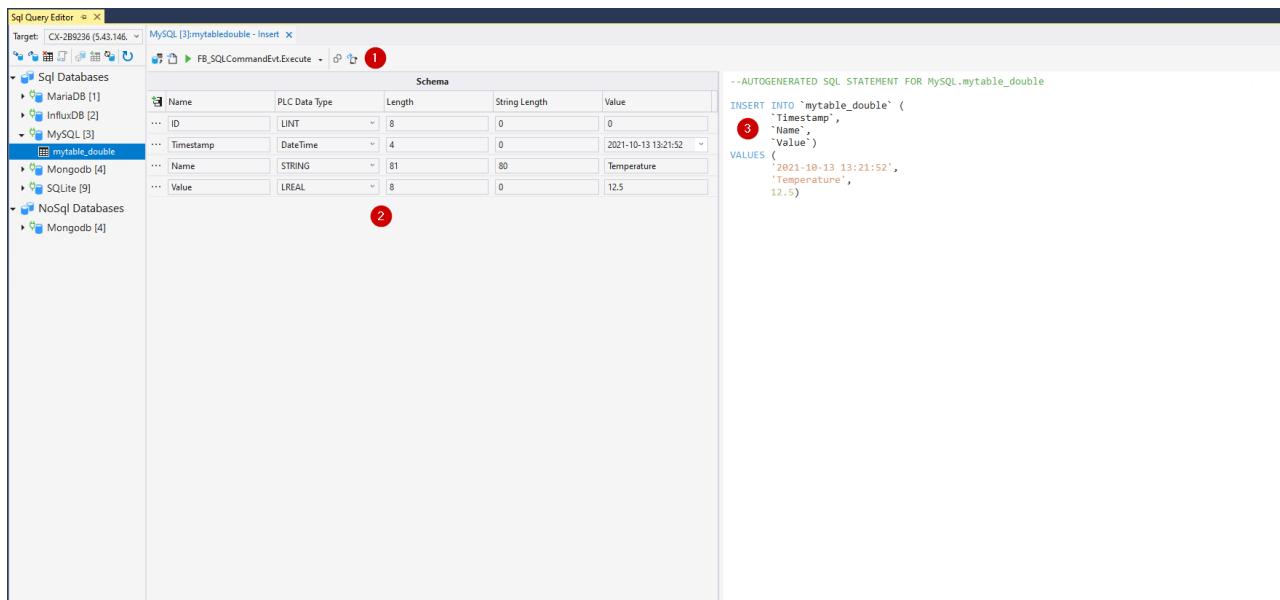 Sql Query Editor
Target: CX-2B9236 (5.43.146.
MySQL [3]:mytabledouble - Insert
FB_SQLCommandEvt.Execute
1
Sql Databases
MariaDB [1]
InfluxDB [2]
MySQL [3]
mytable_double
Mongodb [4]
SQLite [9]
NoSql Databases
Mongodb [4]
Schema
Name PLC Data Type Length String Length Value
ID LINT 8 0 0
Timestamp DateTime 4 0 2021-10-13 13:21:52
Name STRING 81 80 Temperature
Value LREAL 8 0 12.5
2
--AUTOGENERATED SQL STATEMENT FOR MySQL.mytable_double
INSERT INTO `mytable_double` (
`Timestamp`,
3 `Name`,
`Value`)
VALUES (
'2021-10-13 13:21:52',
'Temperature',
12.5)